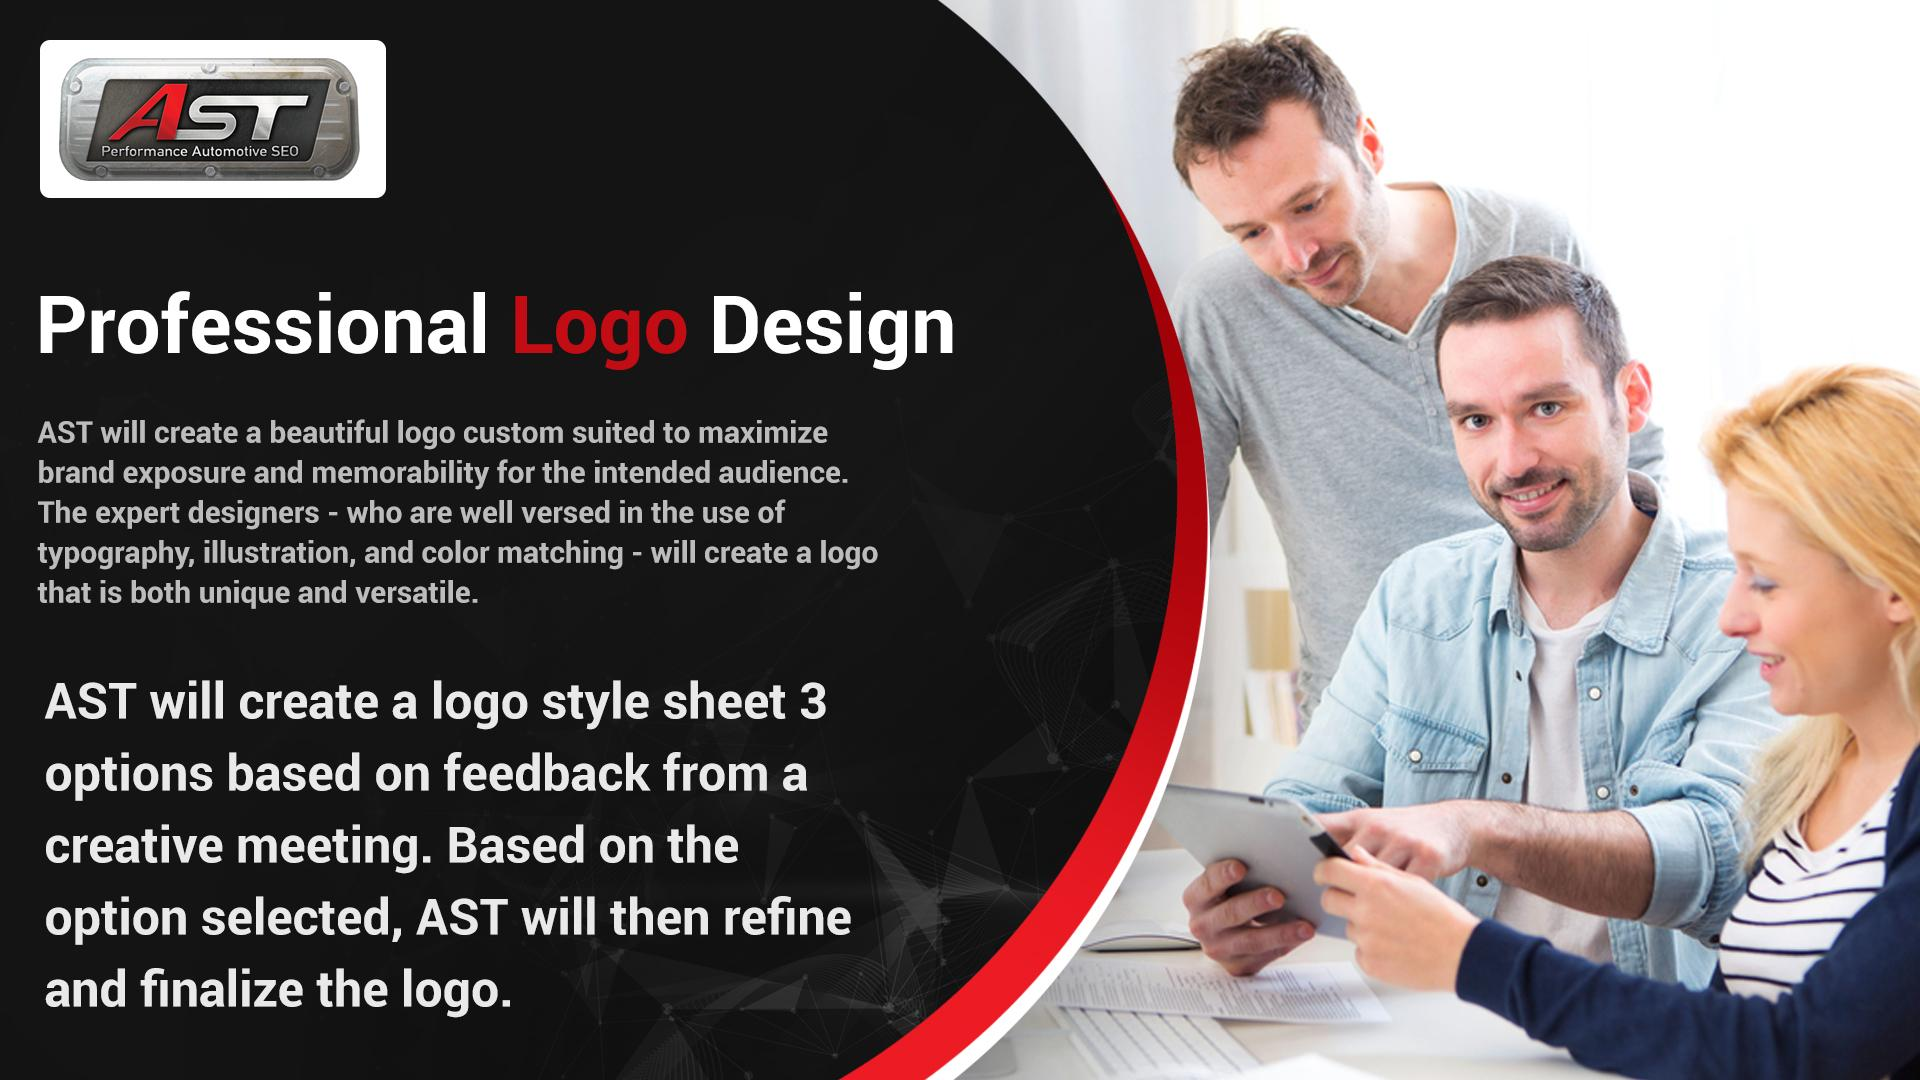 AST
Performance Automotive SEO
Professional Logo Design
AST will create a beautiful logo custom suited to maximize
brand exposure and memorability for the intended audience.
The expert designers - who are well versed in the use of
typography, illustration, and color matching - will create a logo
that is both unique and versatile.
AST will create a logo style sheet 3
options based on feedback from a
creative meeting. Based on the
option selected, AST will then refine
and finalize the logo.